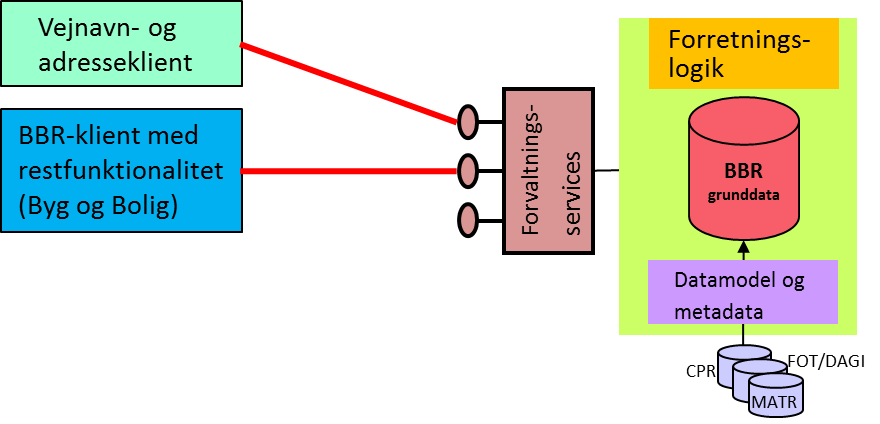 Vejnavn- og
adresseklient
BBR-klient med
restfunktionalitet
(Byg og Bolig)
Forvaltnings-
services
Forretnings-
logik
BBR
grunddata
Datamodel og
metadata
CPR
FOT/DAGI
MATR